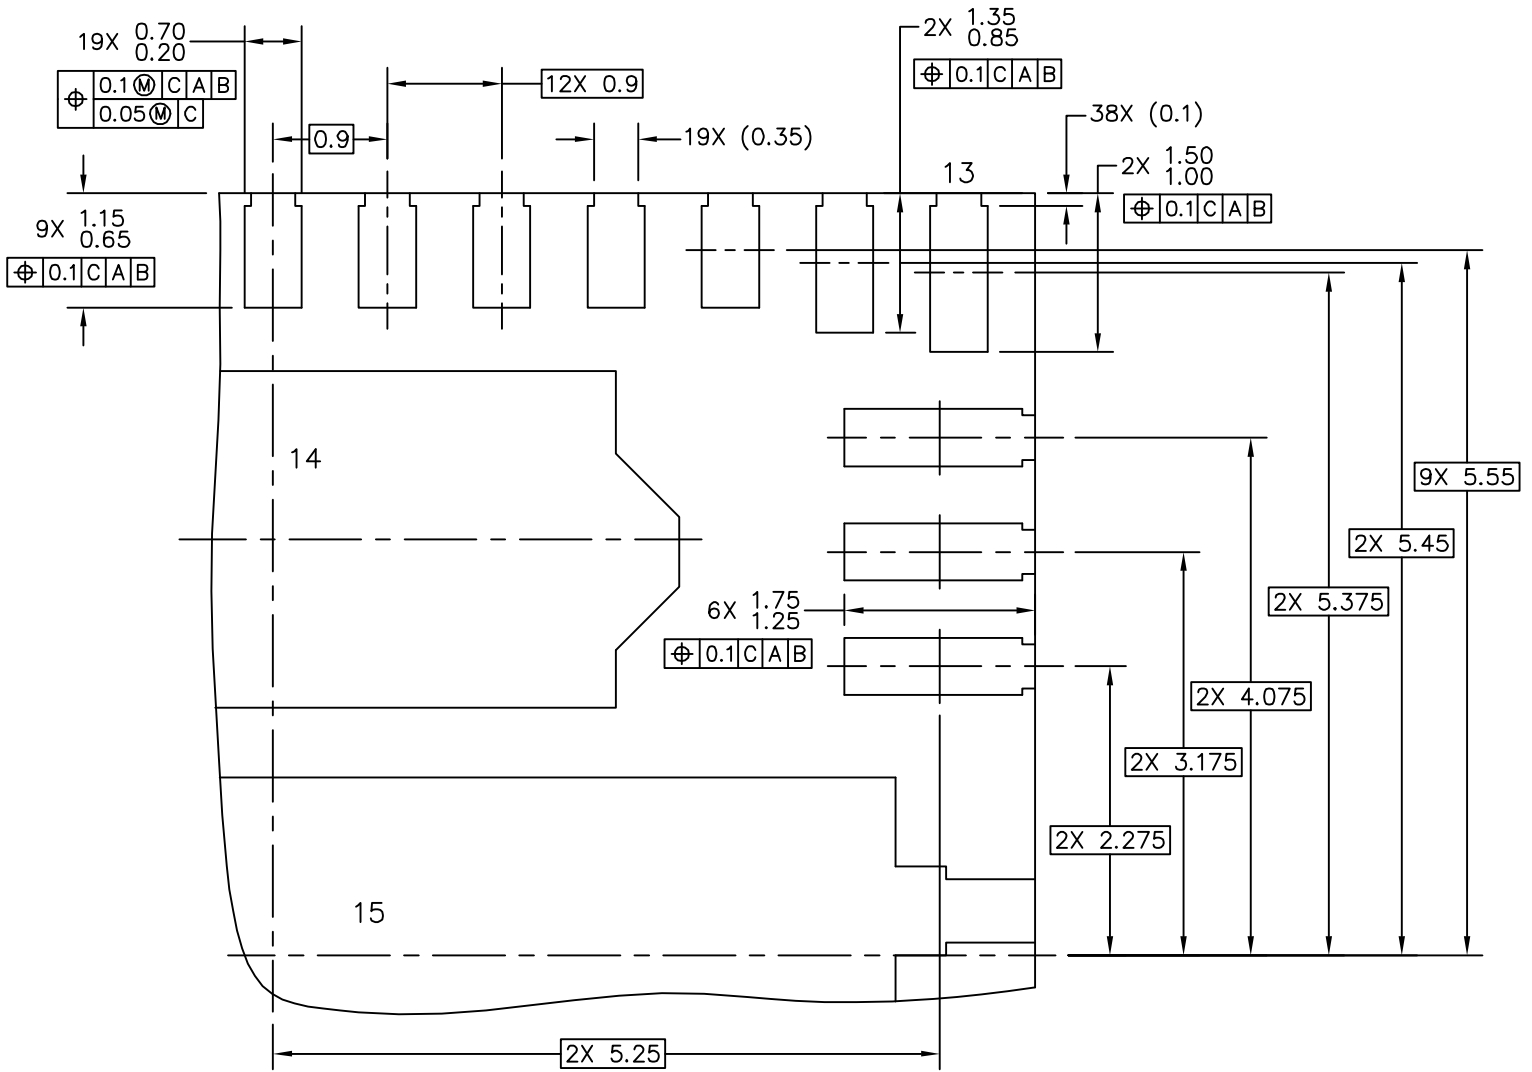 19X 0.70
0.20
⌖ 0.1 Ⓜ C A B
0.05 Ⓜ C
12X 0.9
0.9
19X (0.35)
2X 1.35
0.85
⌖ 0.1 C A B
38X (0.1)
13
2X 1.50
1.00
⌖ 0.1 C A B
9X 1.15
0.65
⌖ 0.1 C A B
14
9X 5.55
2X 5.45
2X 5.375
6X 1.75
1.25
⌖ 0.1 C A B
2X 4.075
2X 3.175
2X 2.275
15
2X 5.25